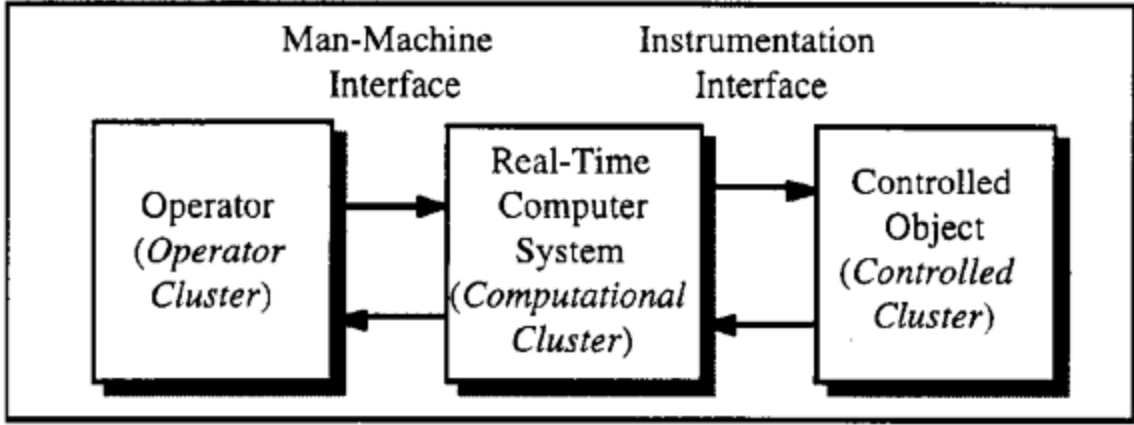 Man-Machine
Interface
Instrumentation
Interface
Operator
(Operator
Cluster)
Real-Time
Computer
System
(Computational
Cluster)
Controlled
Object
(Controlled
Cluster)